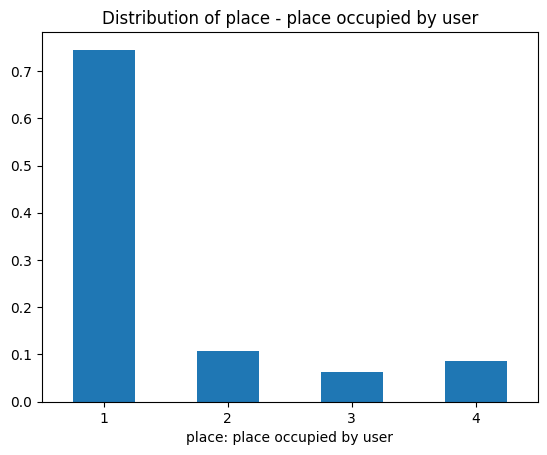 Distribution of place - place occupied by user
0.7
0.6
0.5
0.4
0.3
0.2
0.1
0.0
1 2 3 4
place: place occupied by user